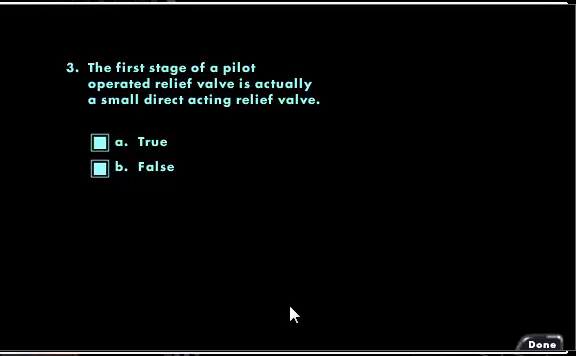 3. The first stage of a pilot
operated relief valve is actually
a small direct acting relief valve.
a. True
b. False
Done